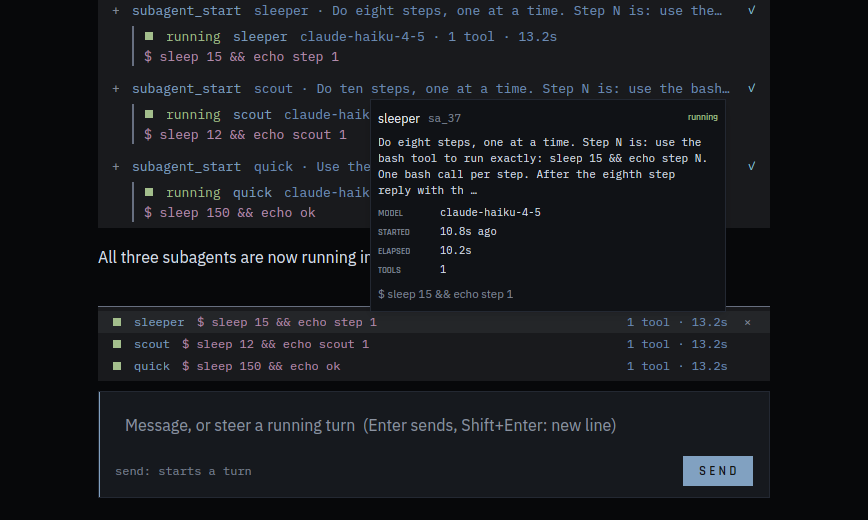 + subagent_start sleeper · Do eight steps, one at a time. Step N is: use the… √
running sleeper claude-haiku-4-5 · 1 tool · 13.2s
$ sleep 15 && echo step 1
+ subagent_start scout · Do ten steps, one at a time. Step N is: use the bash… √
running scout claude-haik
$ sleep 12 && echo scout 1
+ subagent_start quick · Use the √
running quick claude-haik
$ sleep 150 && echo ok
sleeper sa_37 running
Do eight steps, one at a time. Step N is: use the
bash tool to run exactly: sleep 15 && echo step N.
One bash call per step. After the eighth step
reply with th …
MODEL claude-haiku-4-5
STARTED 10.8s ago
ELAPSED 10.2s
TOOLS 1
$ sleep 15 && echo step 1
All three subagents are now running in
sleeper $ sleep 15 && echo step 1 1 tool · 13.2s ×
scout $ sleep 12 && echo scout 1 1 tool · 13.2s
quick $ sleep 150 && echo ok 1 tool · 13.2s
Message, or steer a running turn (Enter sends, Shift+Enter: new line)
send: starts a turn
SEND